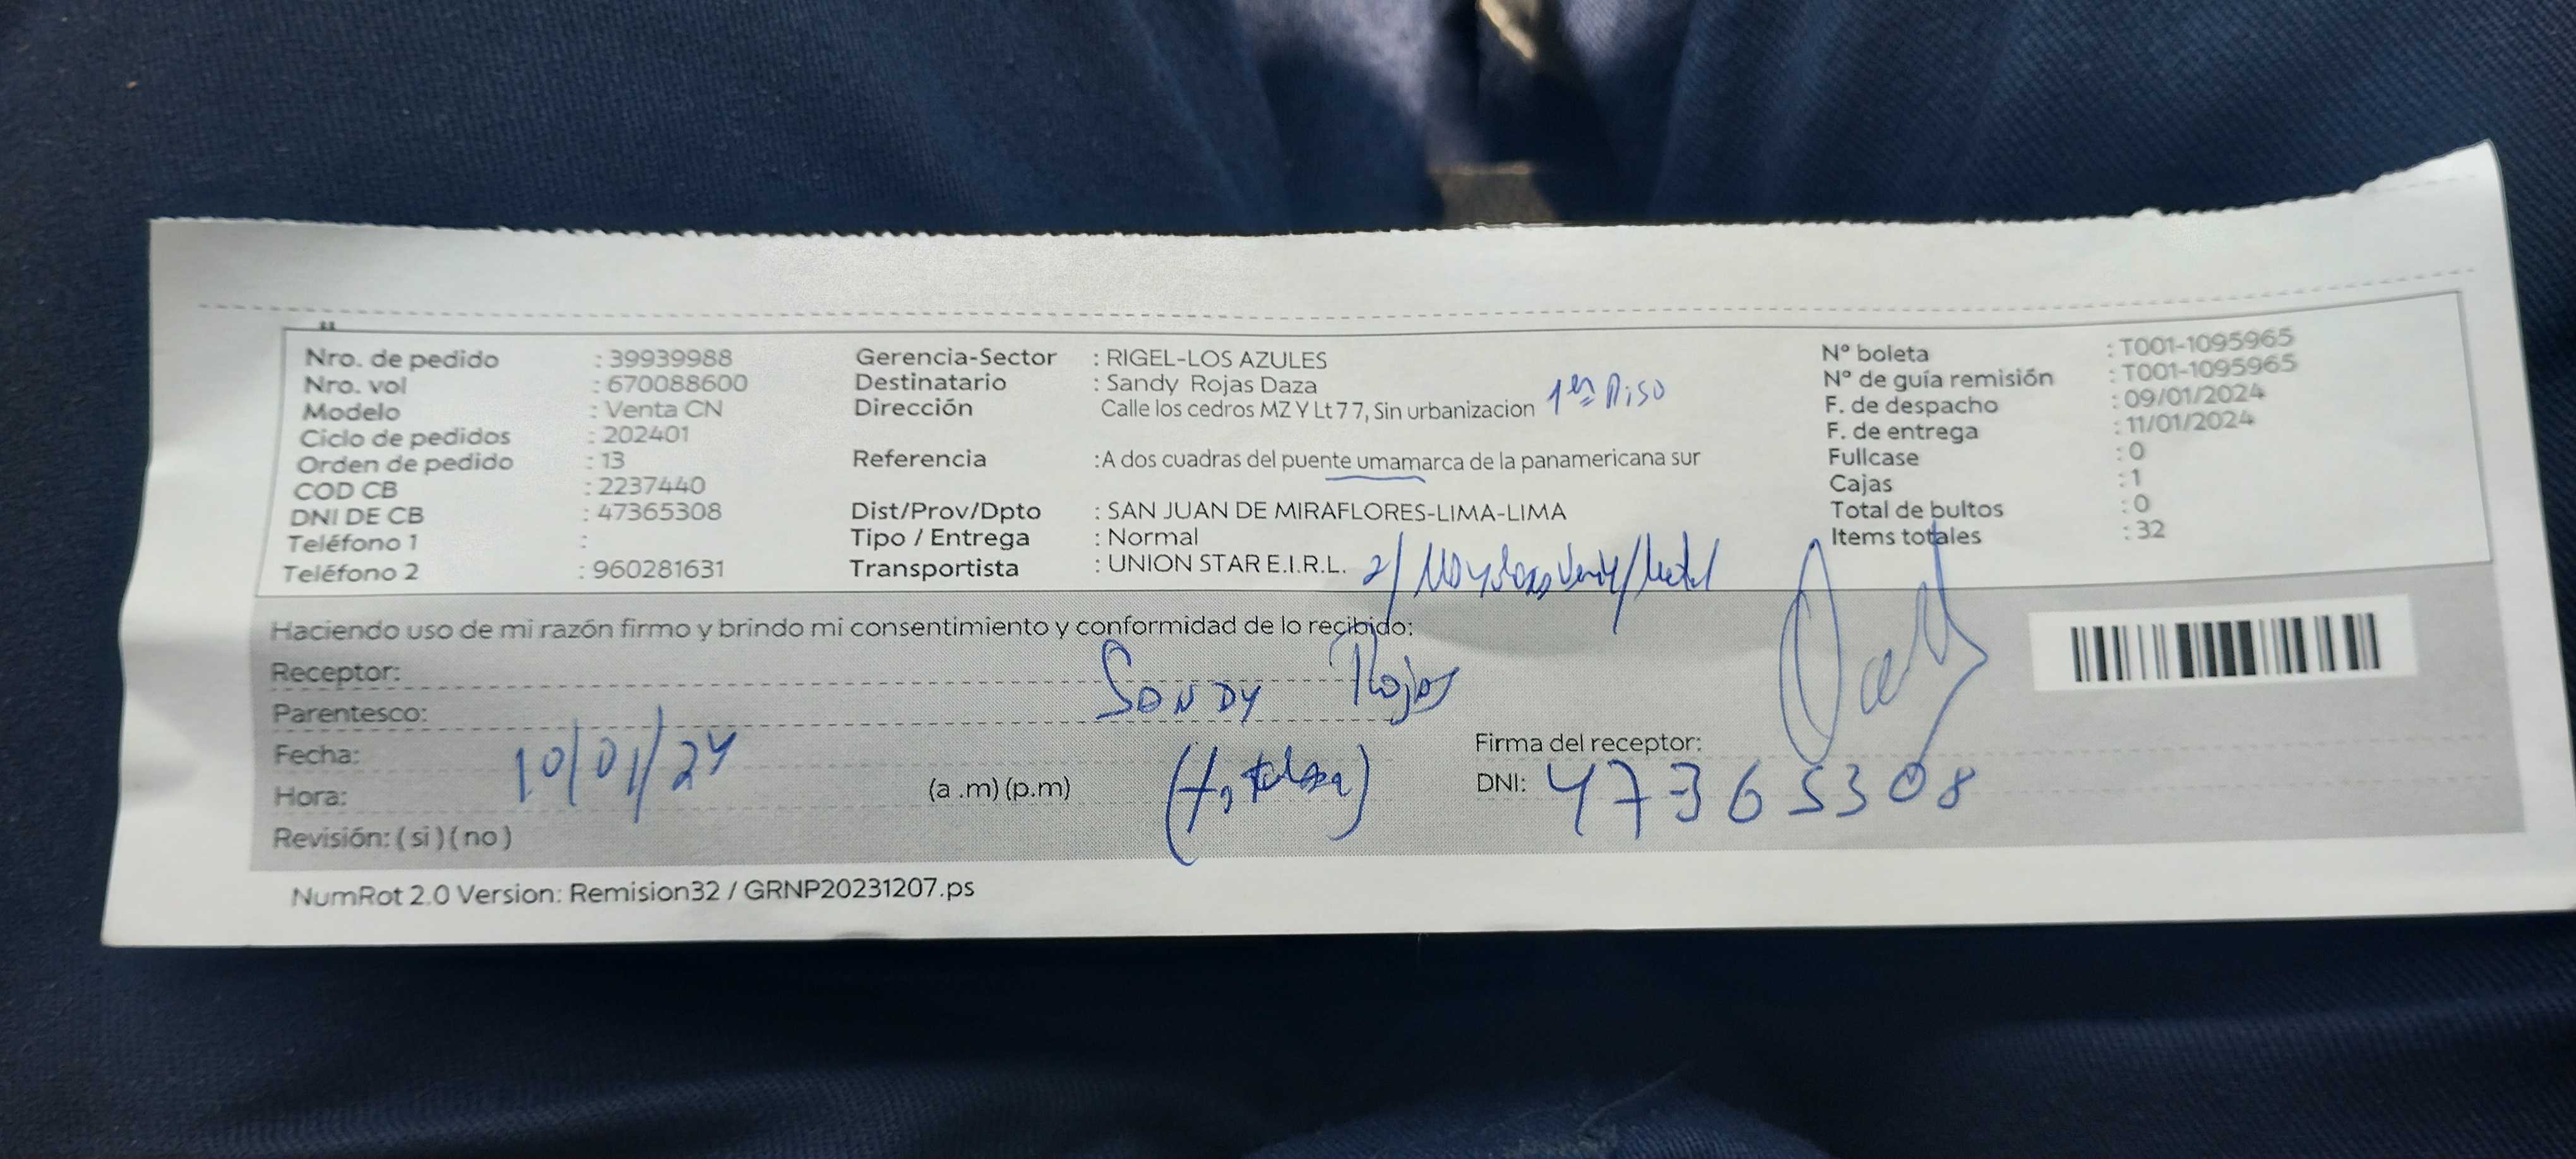 Nro. de pedido : 39939988 Gerencia-Sector : RIGEL-LOS AZULES Nº boleta : T001-1095965
Nro. vol : 670088600 Destinatario : Sandy Rojas Daza Nº de guía remisión : T001-1095965
Modelo : Venta CN Dirección Calle los cedros MZ Y Lt 7 7, Sin urbanizacion 1er Piso F. de despacho : 09/01/2024
Ciclo de pedidos : 202401 F. de entrega : 11/01/2024
Orden de pedido : 13 Referencia :A dos cuadras del puente umamarca de la panamericana sur Fullcase : 0
COD CB : 2237440 Cajas : 1
DNI DE CB : 47365308 Dist/Prov/Dpto : SAN JUAN DE MIRAFLORES-LIMA-LIMA Total de bultos : 0
Teléfono 1 : Tipo / Entrega : Normal Items totales : 32
Teléfono 2 : 960281631 Transportista : UNION STAR E.I.R.L.
Haciendo uso de mi razón firmo y brindo mi consentimiento y conformidad de lo recibido:
Receptor: Sandy Rojas
Parentesco:
Fecha: 10/01/24 Firma del receptor:
Hora: (a .m) (p.m) DNI: 47365308
Revisión: ( si ) ( no )
NumRot 2.0 Version: Remision32 / GRNP20231207.ps